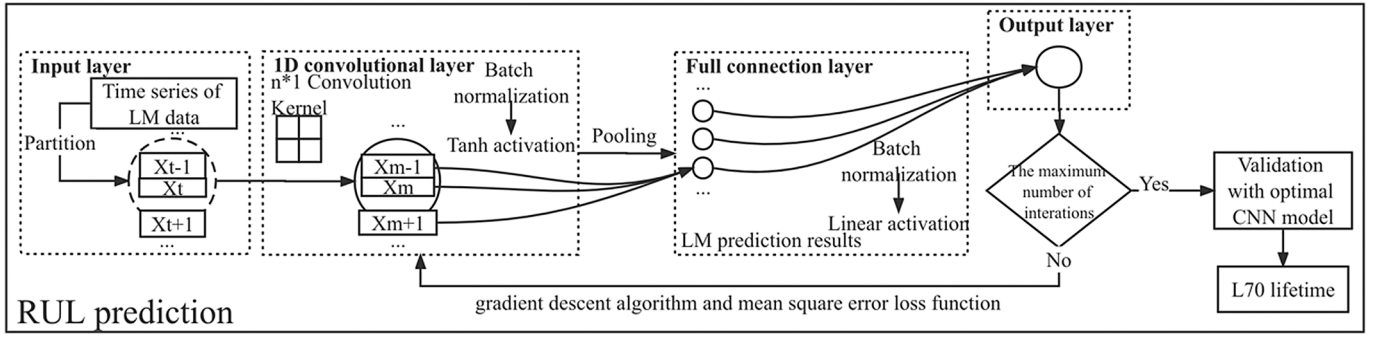 Input layer
Time series of
LM data
...
Partition
Xt-1
Xt
Xt+1
...
1D convolutional layer
n*1 Convolution
Kernel
Batch
normalization
Tanh activation
...
Xm-1
Xm
Xm+1
...
Pooling
Full connection layer
...
...
Batch
normalization
Linear activation
LM prediction results
Output layer
The maximum
number of
interations
Yes
No
Validation
with optimal
CNN model
L70 lifetime
gradient descent algorithm and mean square error loss function
RUL prediction